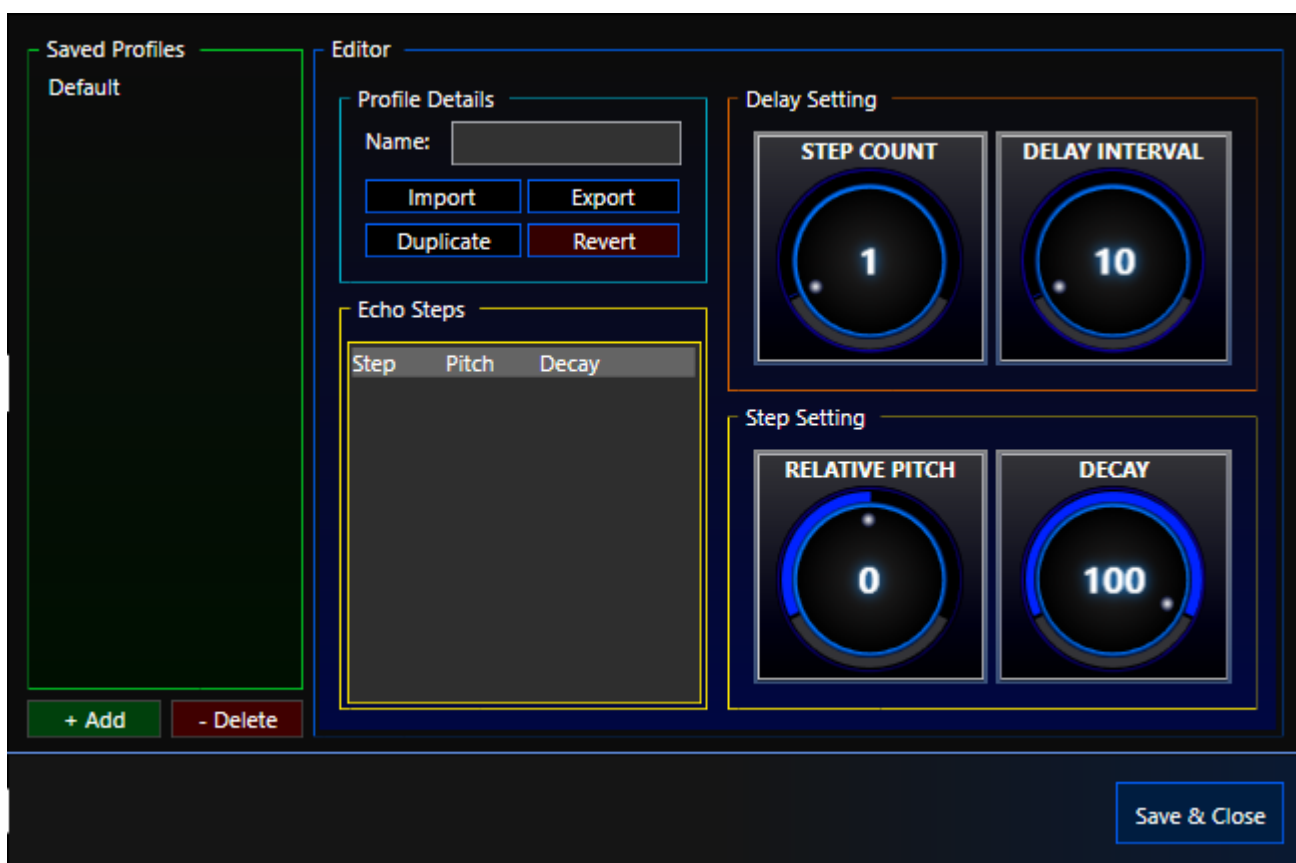 Saved Profiles
Default
+ Add
- Delete
Editor
Profile Details
Name:
Import
Export
Duplicate
Revert
Echo Steps
Step Pitch Decay
Delay Setting
STEP COUNT
1
DELAY INTERVAL
10
Step Setting
RELATIVE PITCH
0
DECAY
100
Save & Close